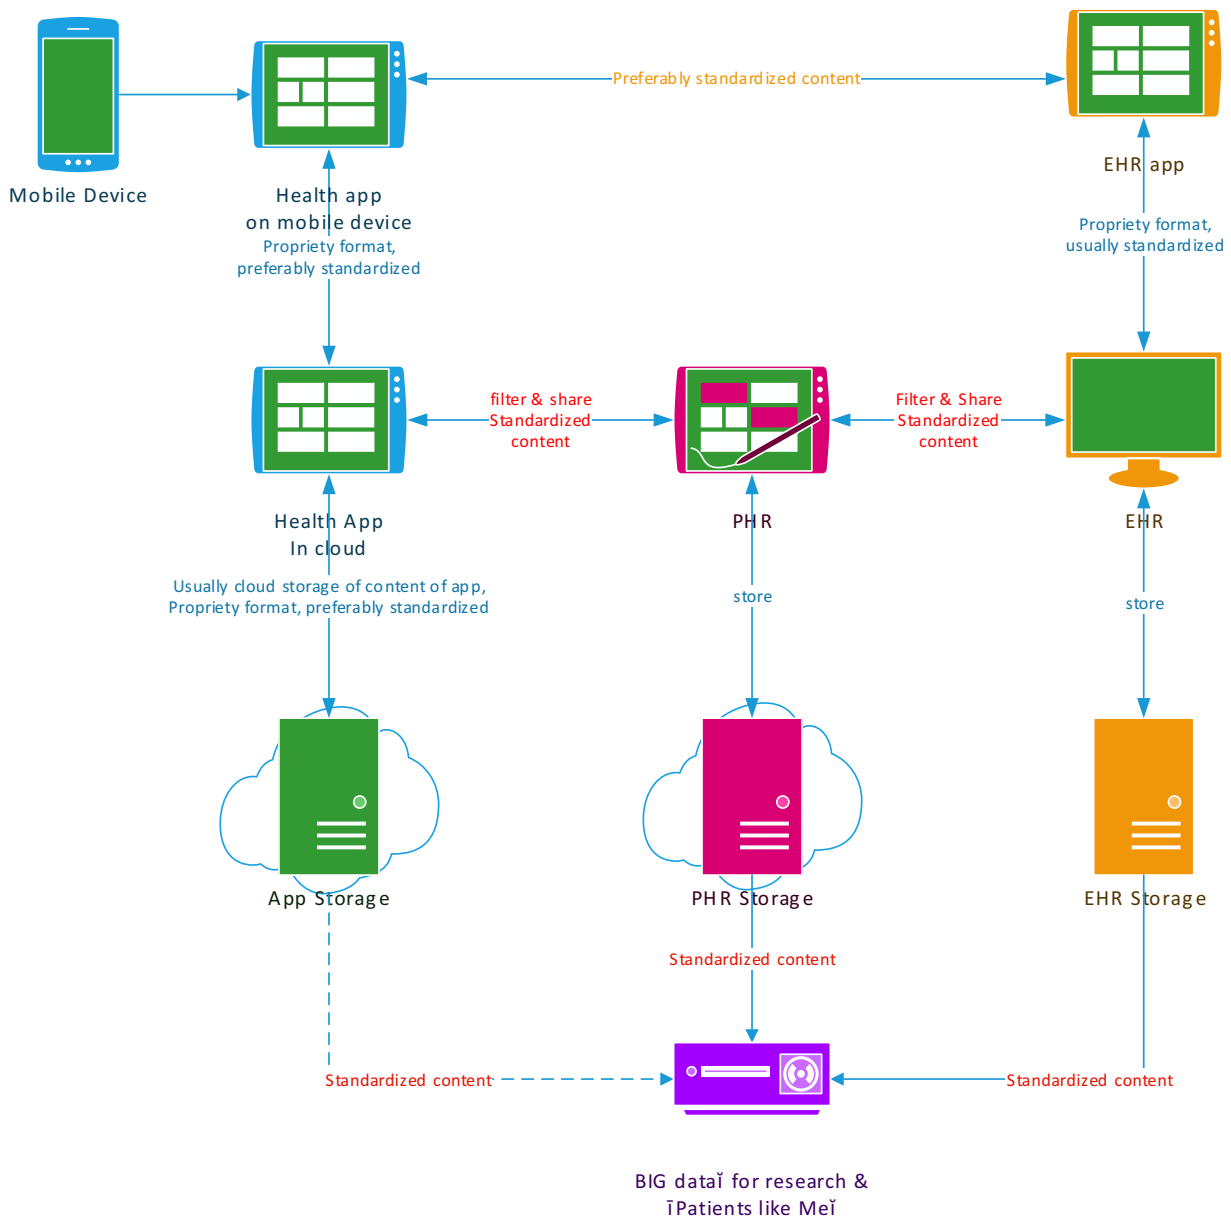 Preferably standardized content
Mobile Device
Health app
on mobile device
Propriety format,
preferably standardized
EHR app
Propriety format,
usually standardized
filter & share
Standardized
content
Filter & Share
Standardized
content
Health App
In cloud
PHR
EHR
Usually cloud storage of content of app,
Propriety format, preferably standardized
store
store
App Storage
PHR Storage
EHR Storage
Standardized content
Standardized content
Standardized content
BIG dataĭ for research &
ĪPatients like Meĭ